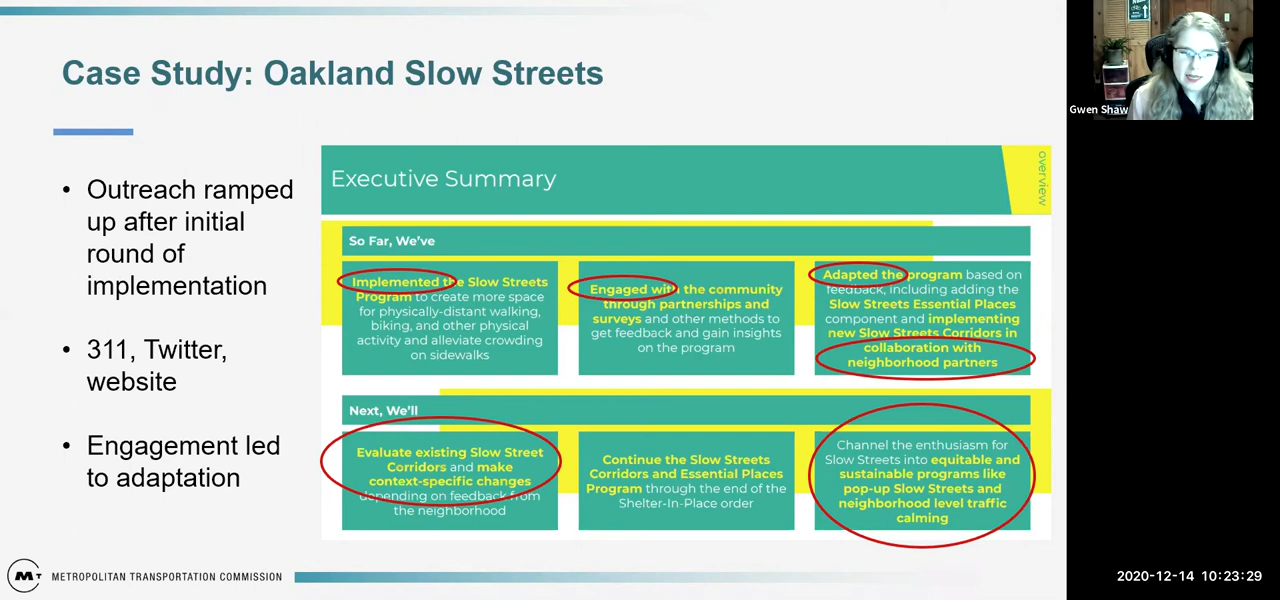 Case Study: Oakland Slow Streets
• Outreach ramped
up after initial
round of
implementation
• 311, Twitter,
website
• Engagement led
to adaptation
Executive Summary
overview
So Far, We've
Implemented the Slow Streets
Program to create more space
for physically-distant walking,
biking, and other physical
activity and alleviate crowding
on sidewalks
Engaged with the community
through partnerships and
surveys and other methods to
get feedback and gain insights
on the program
Adapted the program based on
feedback, including adding the
Slow Streets Essential Places
component and implementing
new Slow Streets Corridors in
collaboration with
neighborhood partners
Next, We'll
Evaluate existing Slow Street
Corridors and make
context-specific changes
depending on feedback from
the neighborhood
Continue the Slow Streets
Corridors and Essential Places
Program through the end of the
Shelter-In-Place order
Channel the enthusiasm for
Slow Streets into equitable and
sustainable programs like
pop-up Slow Streets and
neighborhood level traffic
calming
MT METROPOLITAN TRANSPORTATION COMMISSION
Gwen Shaw
2020-12-14 10:23:29